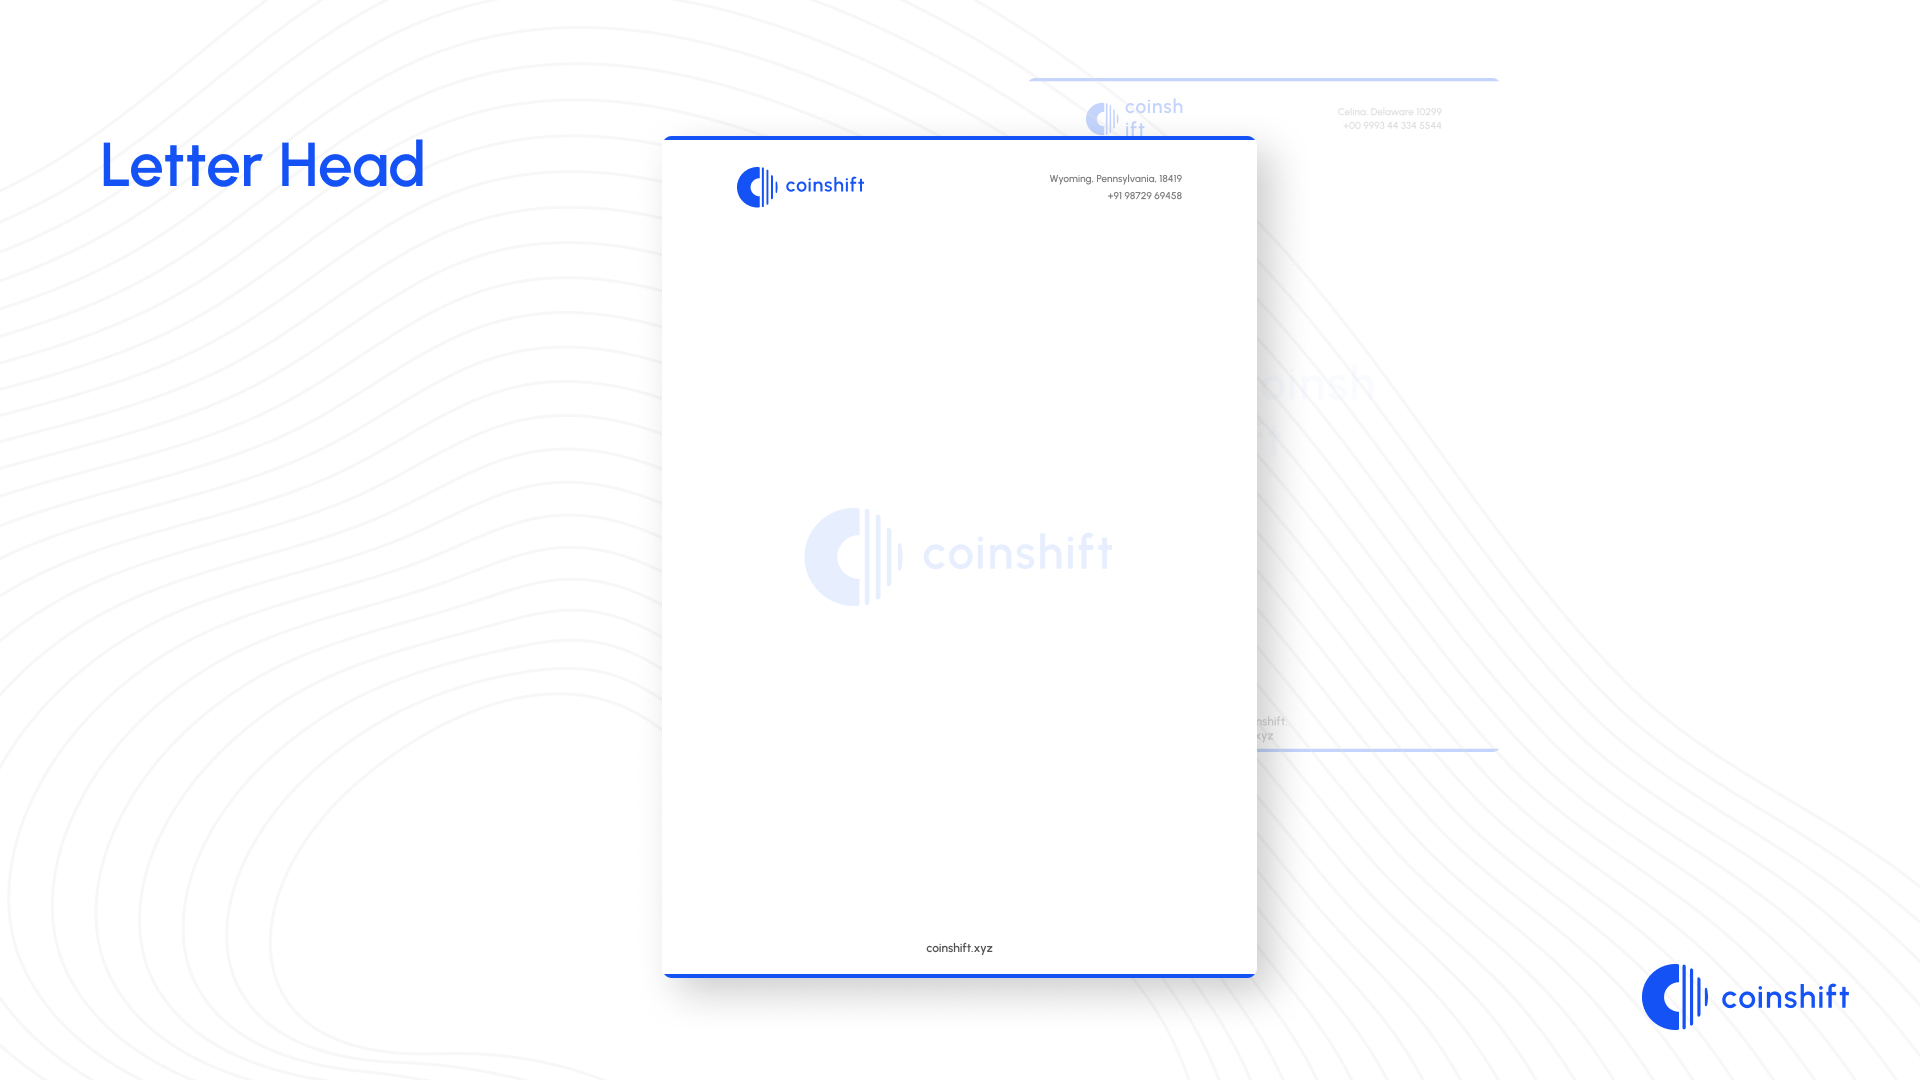 Letter Head
coinsh
ift
Celina, Delaware 10299
+00 9993 44 334 5544
coinshift
Wyoming, Pennsylvania, 18419
+91 98729 69458
oinsh
coinshift
nshift.
xyz
coinshift.xyz
coinshift